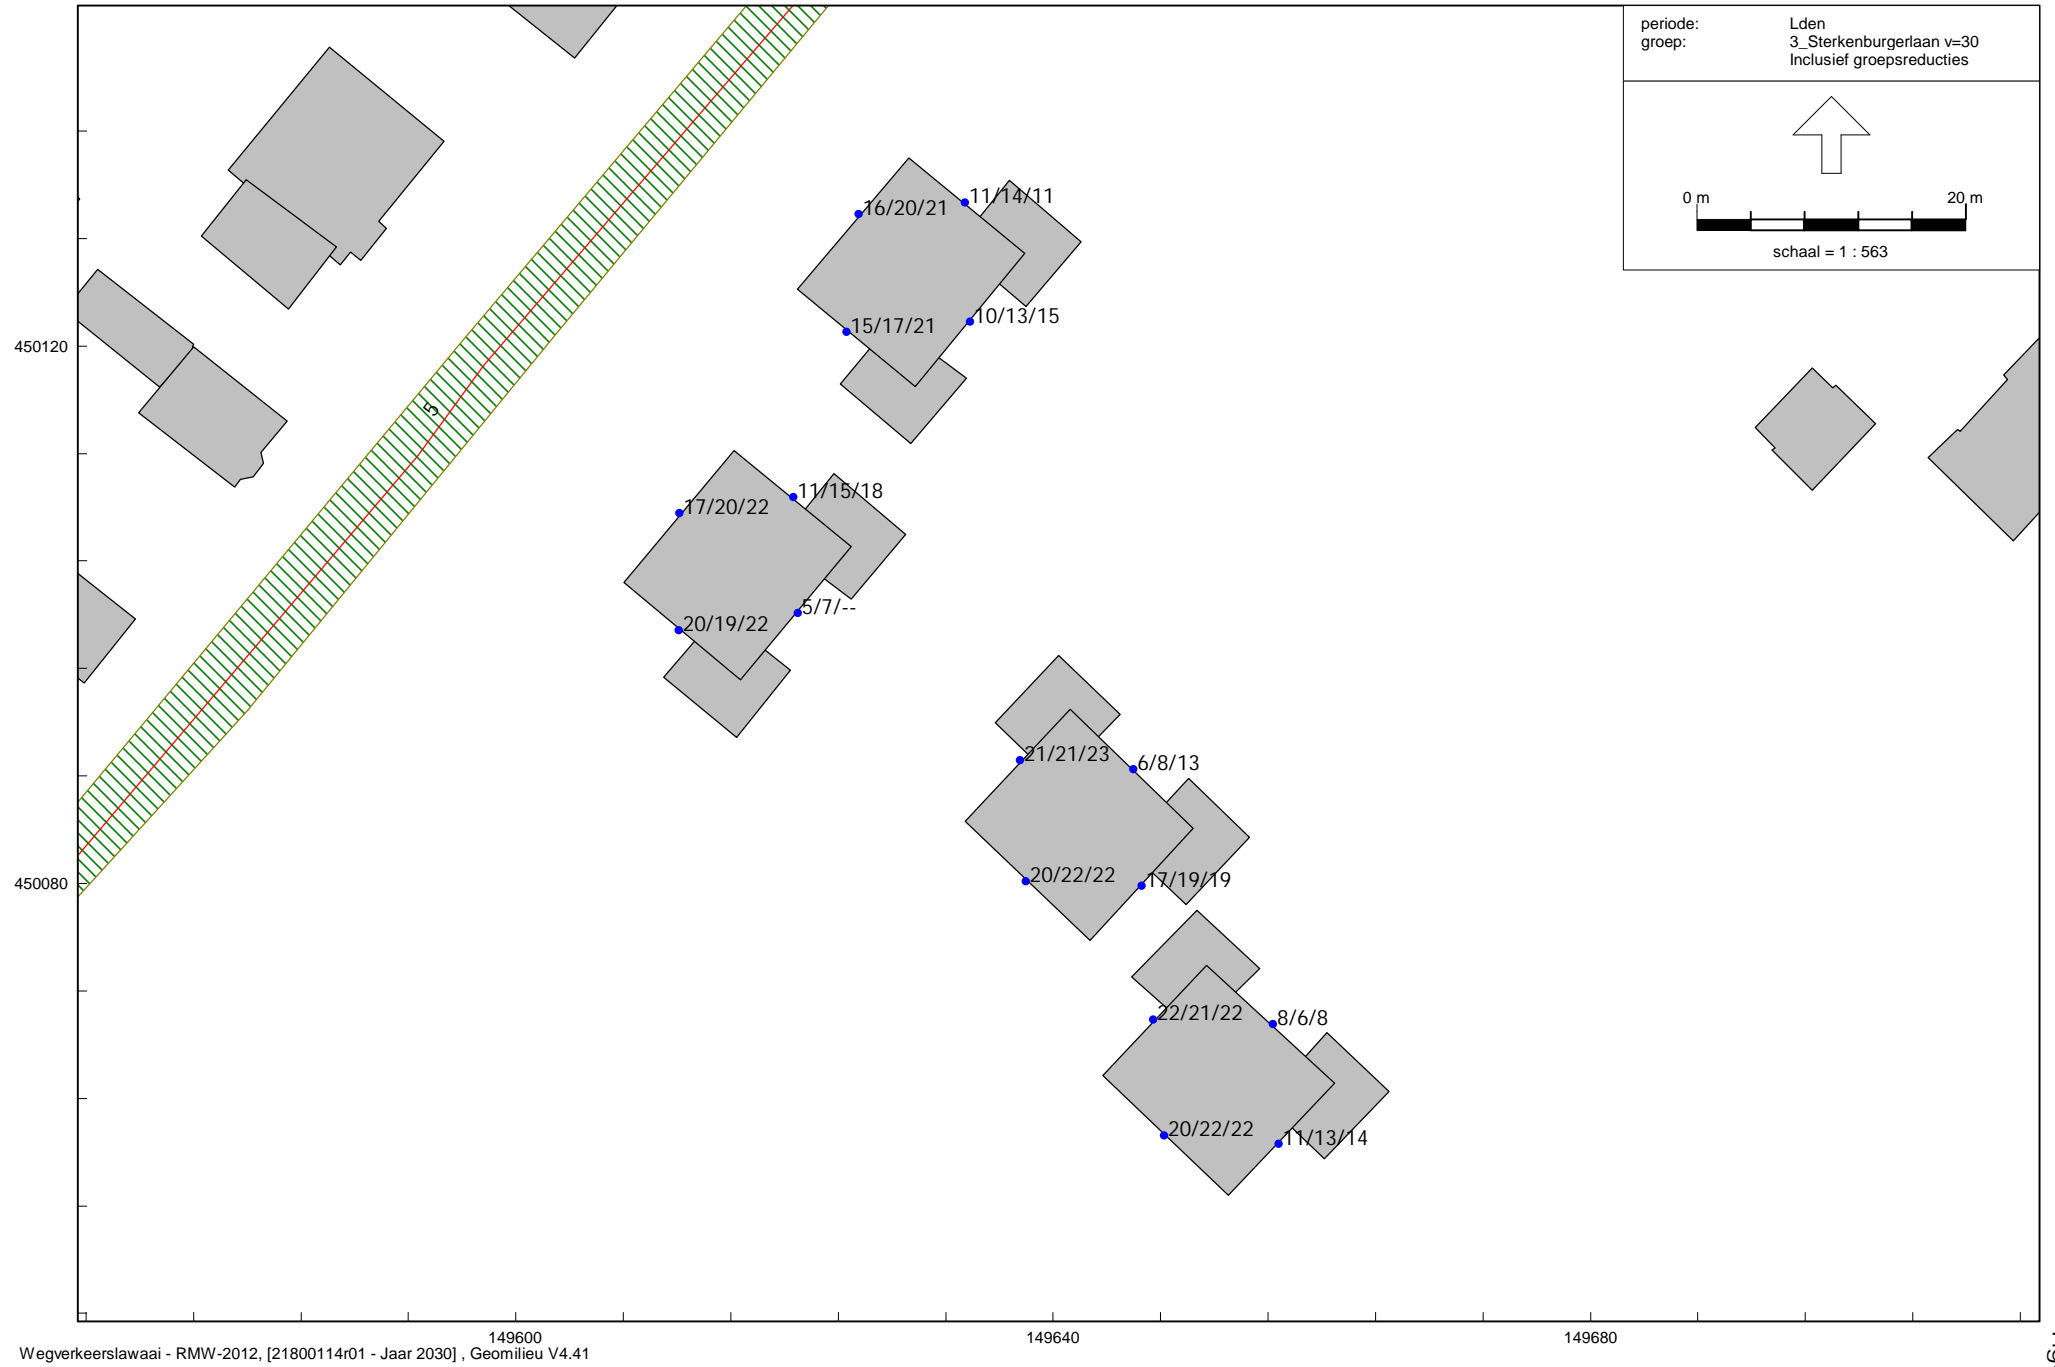 periode: Lden
groep: 3_Sterkenburgerlaan v=30
Inclusief groepsreducties
0 m 20 m
schaal = 1 : 563
11/14/11
16/20/21
10/13/15
15/17/21
450120
5
11/15/18
17/20/22
5/7/--
20/19/22
21/21/23
6/8/13
20/22/22
17/19/19
450080
22/21/22
8/6/8
20/22/22
11/13/14
149600 149640 149680
Wegverkeerslawaai - RMW-2012, [21800114r01 - Jaar 2030] , Geomilieu V4.41